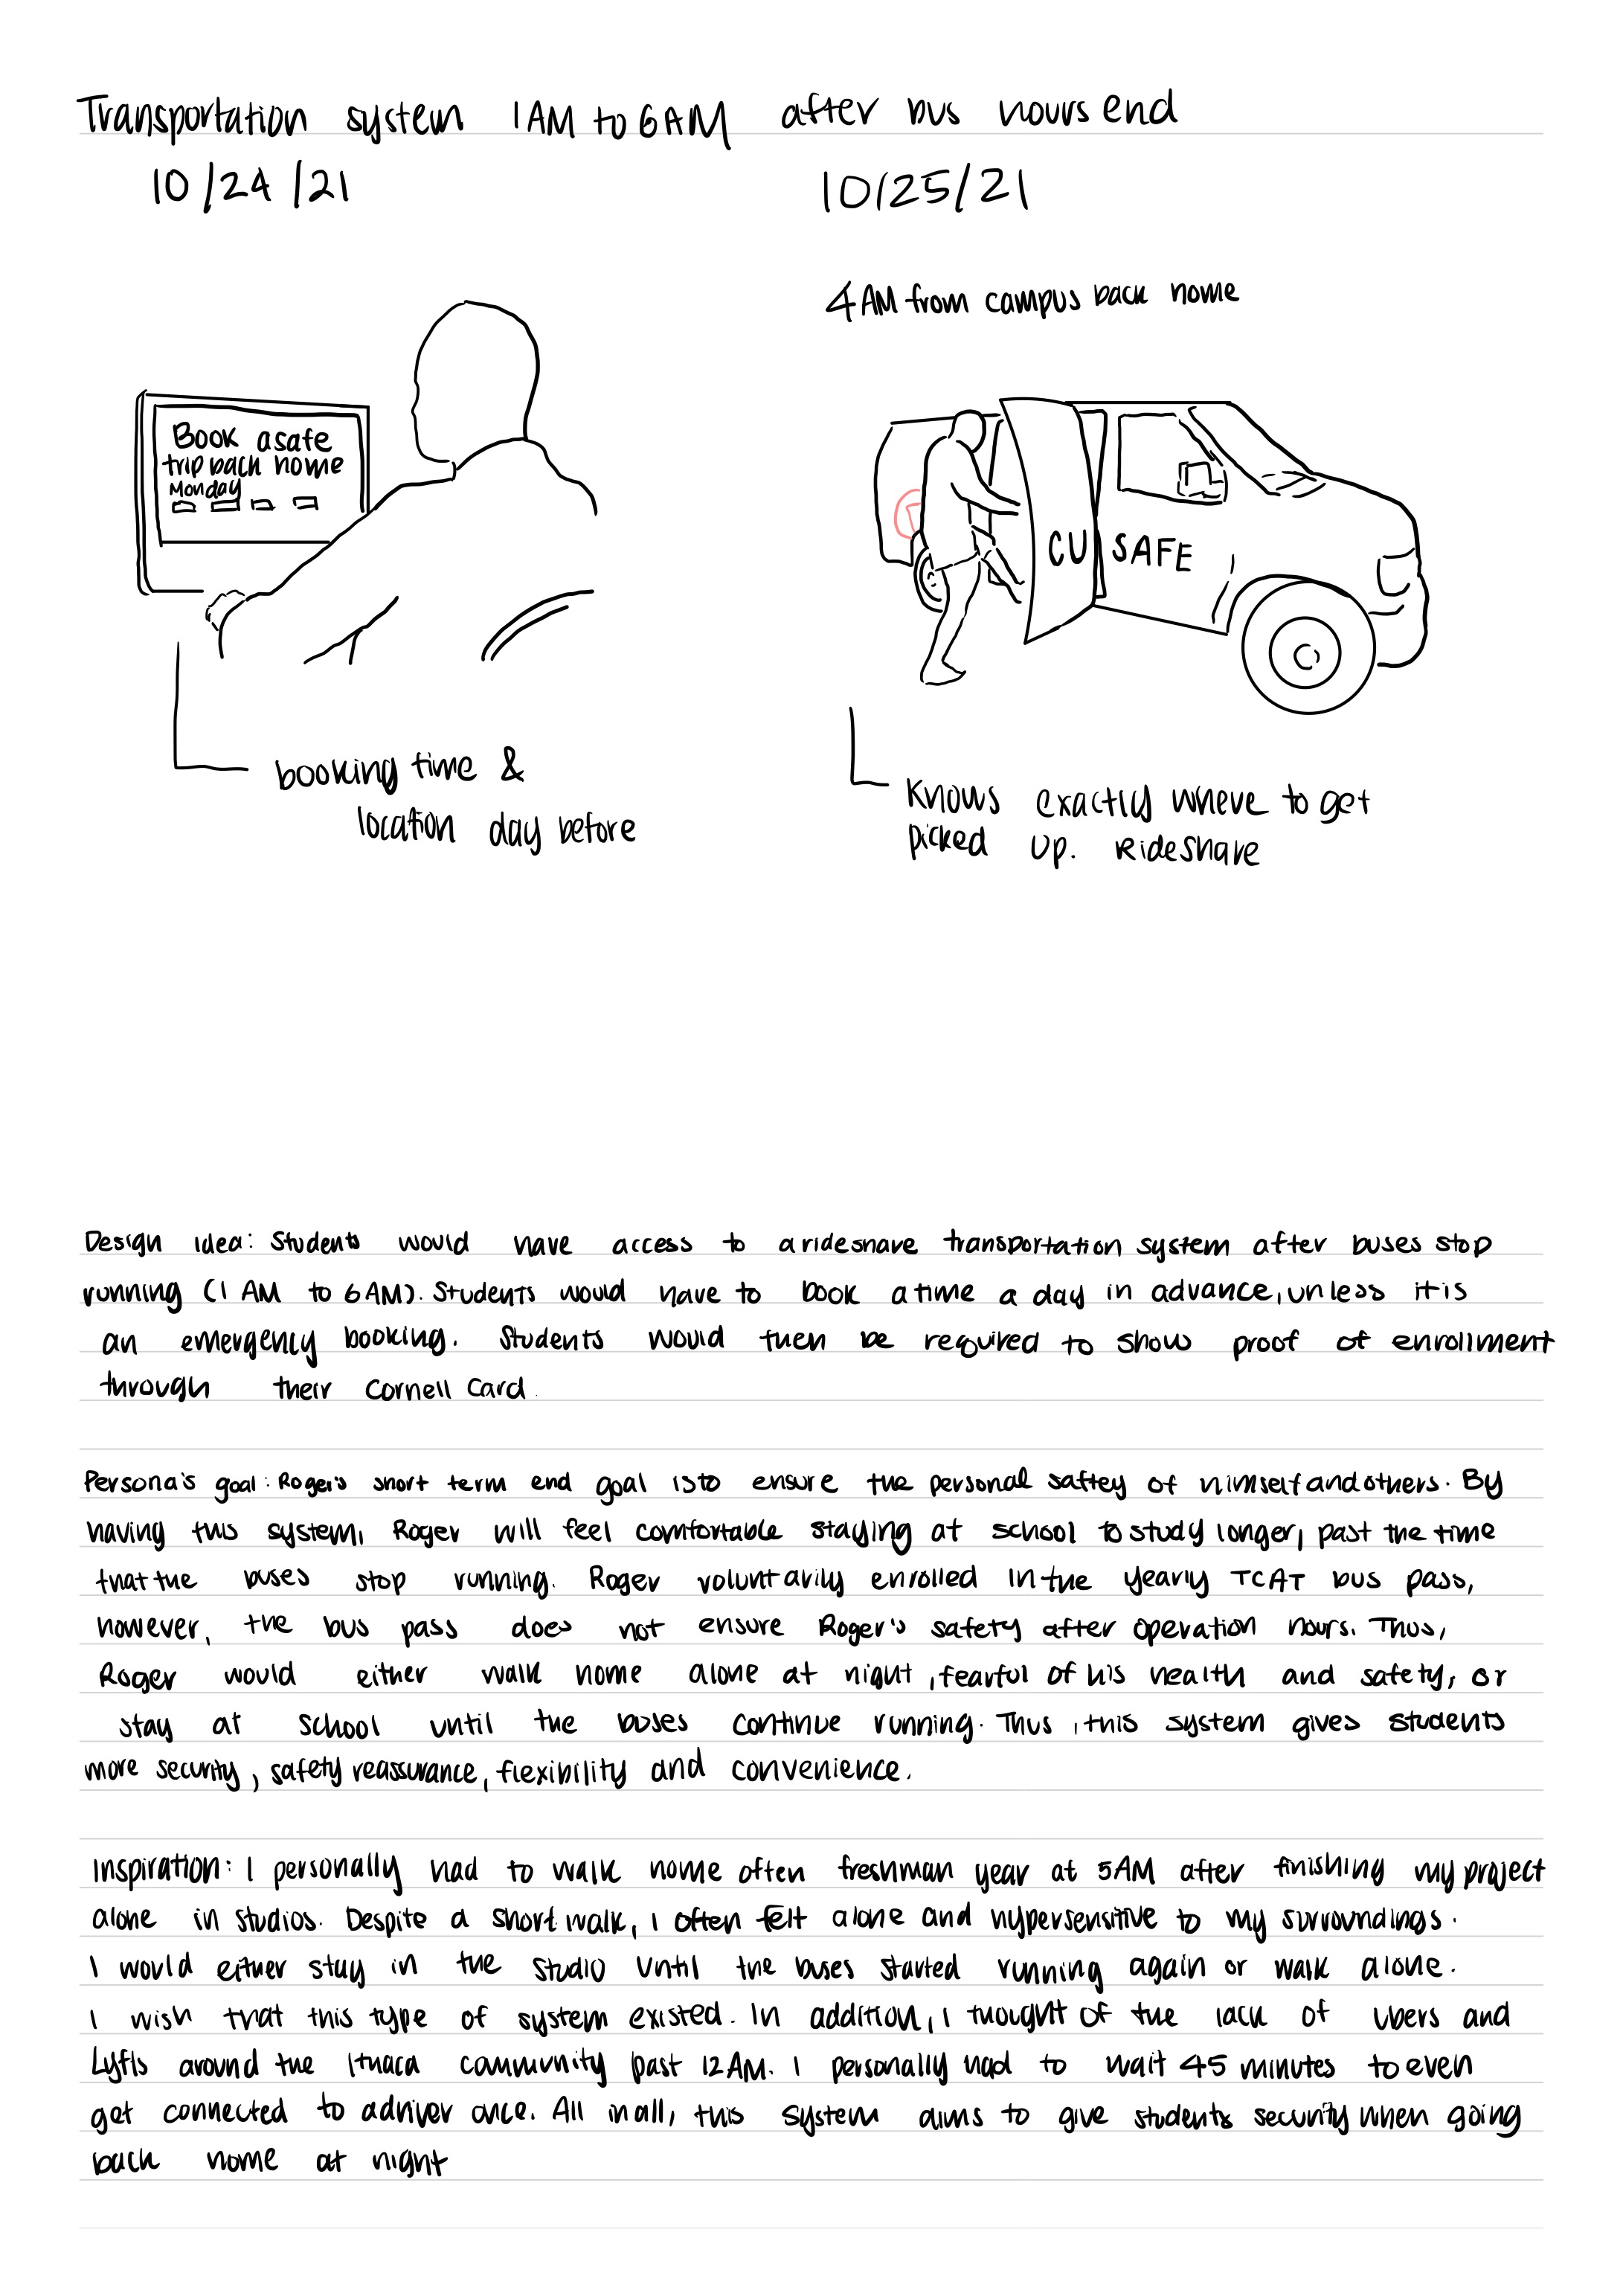 Transportation system 1AM to 6AM after bus hours end
10/24/21
10/25/21
4AM from campus back home
Book a safe
trip back home
Monday
CU SAFE
booking time &
location day before
Knows exactly where to get
picked up. Rideshare
Design idea: Students would have access to a rideshare transportation system after buses stop
running (1 AM to 6AM). Students would have to book a time a day in advance, unless it is
an emergency booking. Students would then be required to show proof of enrollment
through their Cornell Card.
Persona's goal: Roger's short term end goal is to ensure the personal saftey of himself and others. By
having this system, Roger will feel comfortable staying at school to study longer, past the time
that the buses stop running. Roger voluntarily enrolled in the yearly TCAT bus pass,
however, the bus pass does not ensure Roger's safety after operation hours. Thus,
Roger would either walk home alone at night, fearful of his health and safety, or
stay at school until the buses continue running. Thus, this system gives students
more security, safety reassurance, flexibility and convenience.
Inspiration: I personally had to walk home often freshman year at 5AM after finishing my project
alone in studios. Despite a short walk, I often felt alone and hypersensitive to my surroundings.
I would either stay in the studio until the buses started running again or walk alone.
I wish that this type of system existed. In addition, I thought of the lack of Ubers and
Lyfts around the Ithaca community past 12AM. I personally had to wait 45 minutes to even
get connected to a driver once. All in all, this system aims to give students security when going
back home at night